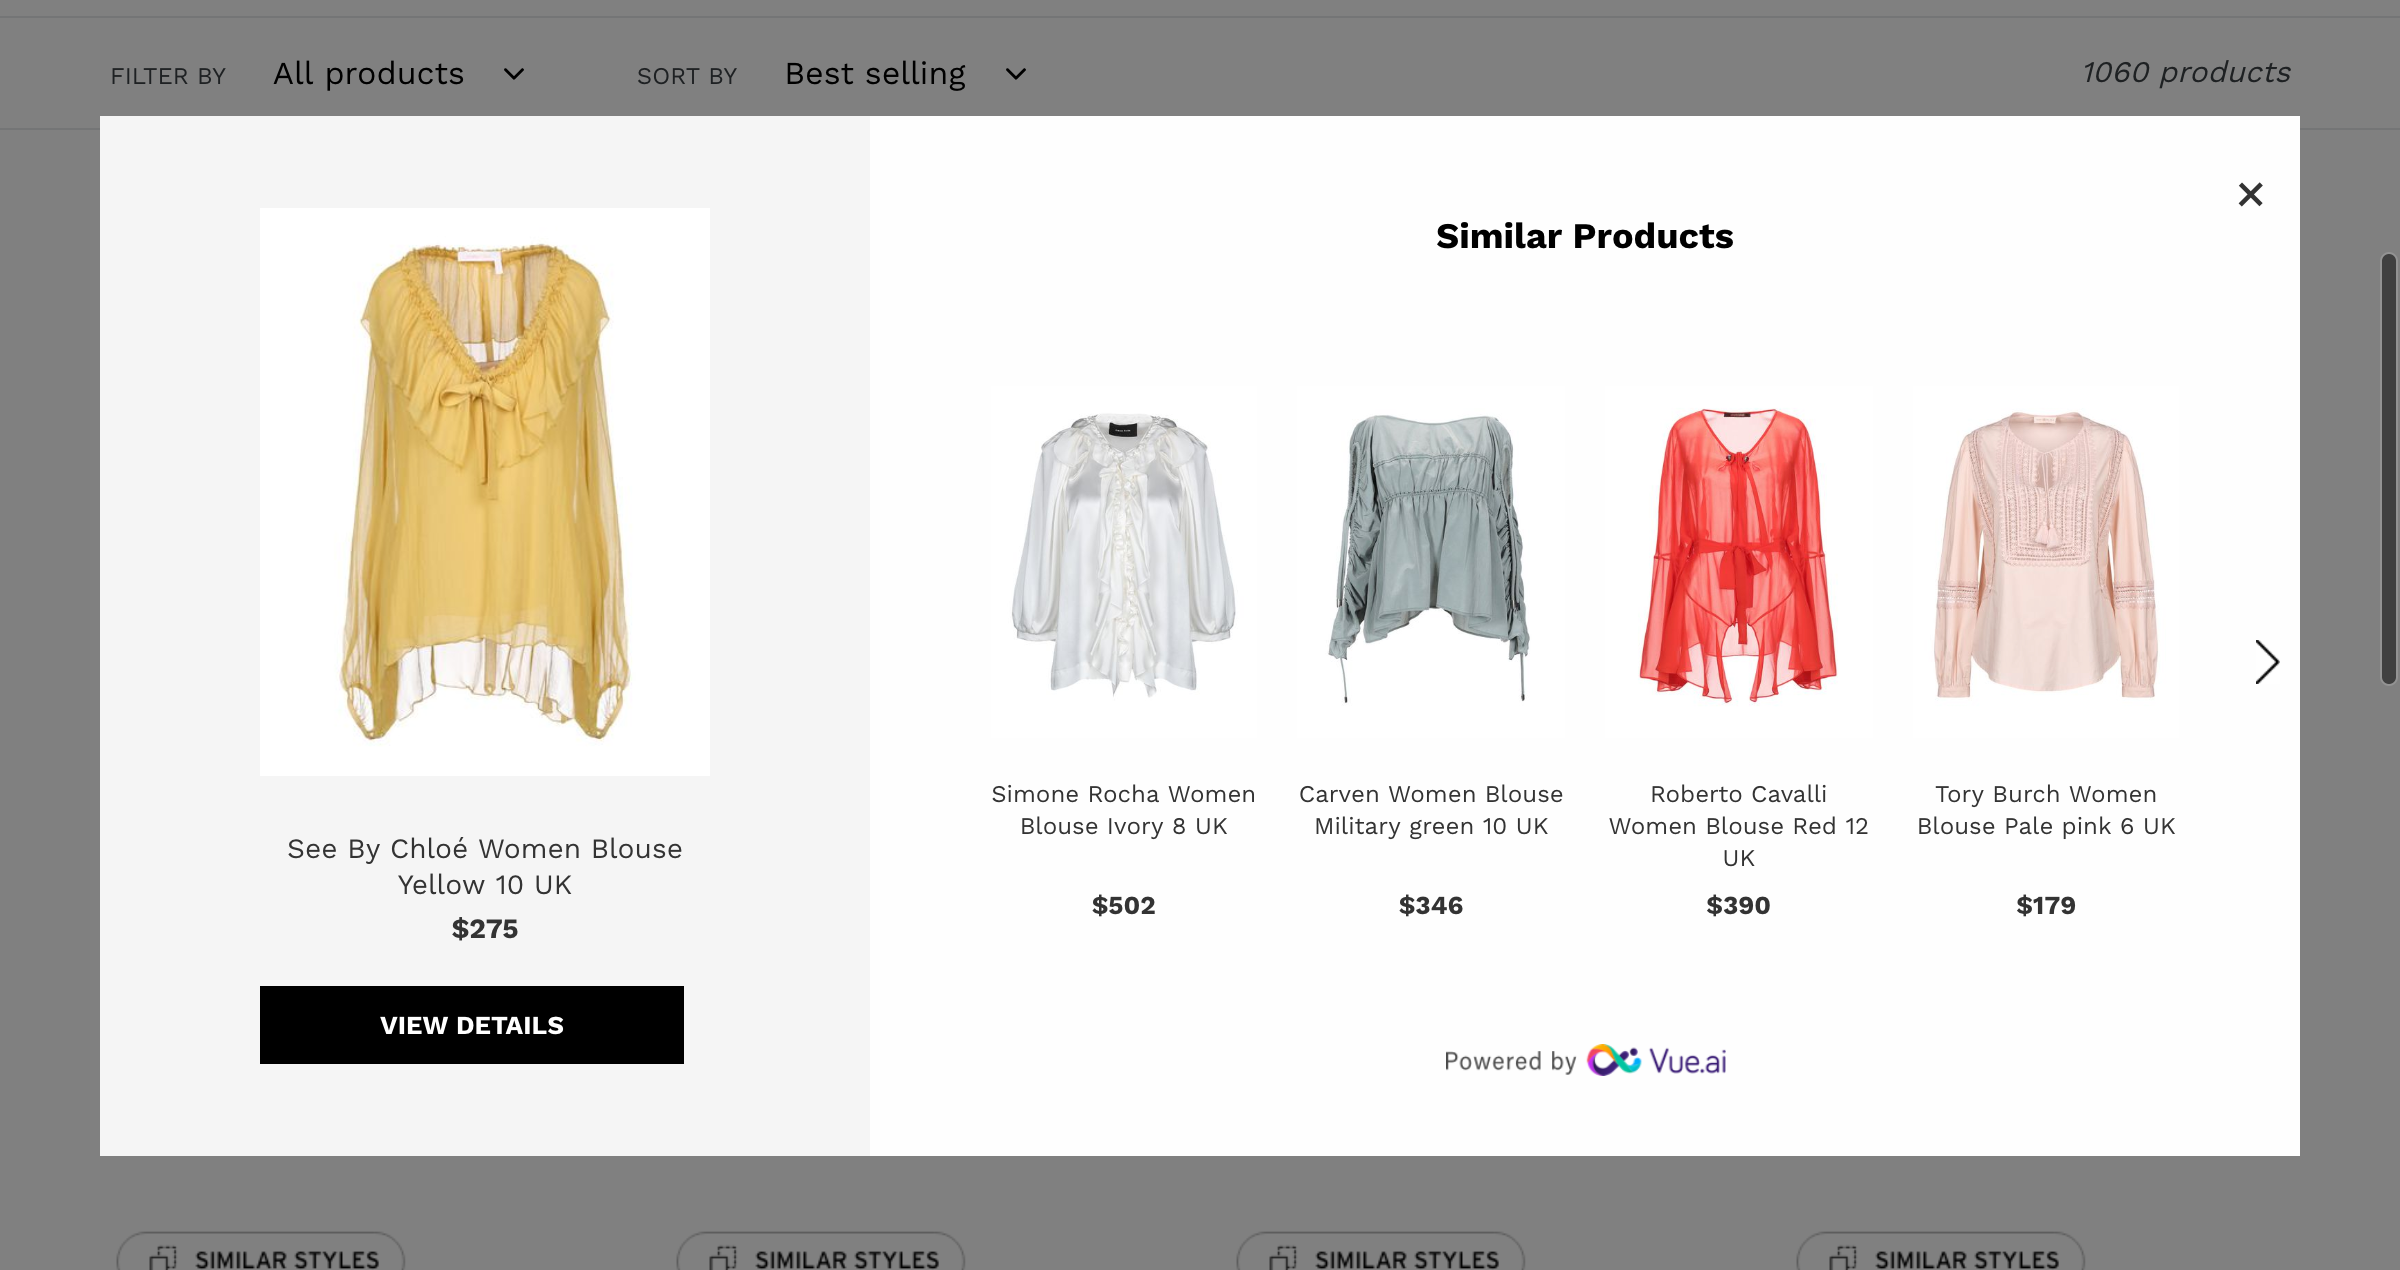 FILTER BY All products SORT BY Best selling 1060 products
Similar Products
See By Chloé Women Blouse
Yellow 10 UK
$275
VIEW DETAILS
Simone Rocha Women
Blouse Ivory 8 UK
$502
Carven Women Blouse
Military green 10 UK
$346
Roberto Cavalli
Women Blouse Red 12
UK
$390
Tory Burch Women
Blouse Pale pink 6 UK
$179
Powered by Vue.ai
SIMILAR STYLES SIMILAR STYLES SIMILAR STYLES SIMILAR STYLES